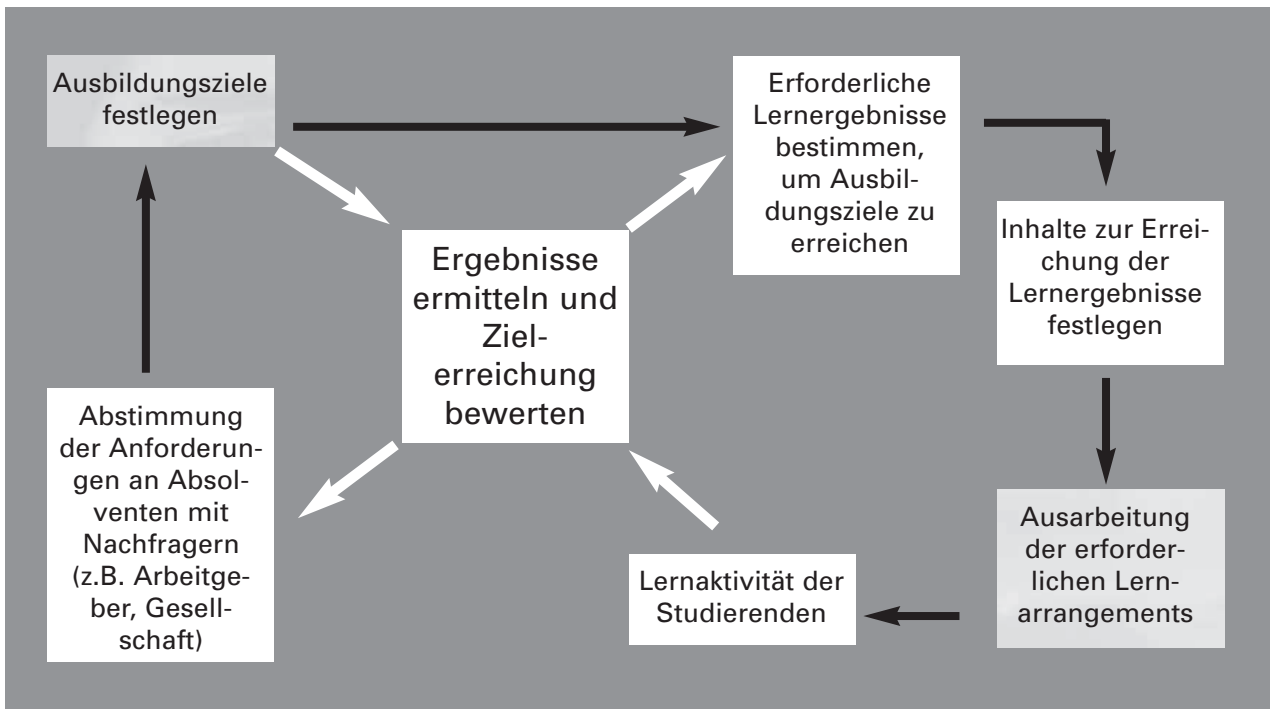 Ausbildungsziele
festlegen
Erforderliche
Lernergebnisse
bestimmen,
um Ausbil-
dungsziele zu
erreichen
Inhalte zur Errei-
chung der
Lernergebnisse
festlegen
Ausarbeitung
der erforder-
lichen Lern-
arrangements
Lernaktivität der
Studierenden
Ergebnisse
ermitteln und
Ziel-
erreichung
bewerten
Abstimmung
der Anforderun-
gen an Absol-
venten mit
Nachfragern
(z.B. Arbeitge-
ber, Gesell-
schaft)